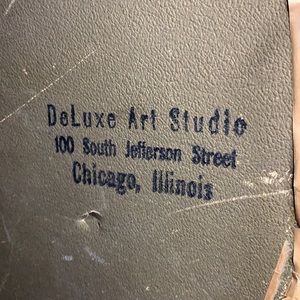 DeLuxe Art Studio
100 South Jefferson Street
Chicago, Illinois